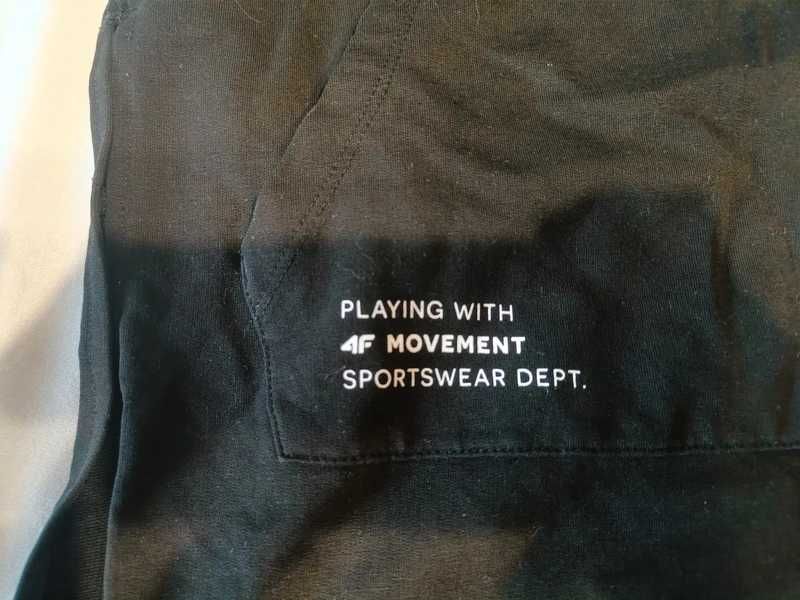 PLAYING WITH
4F MOVEMENT
SPORTSWEAR DEPT.